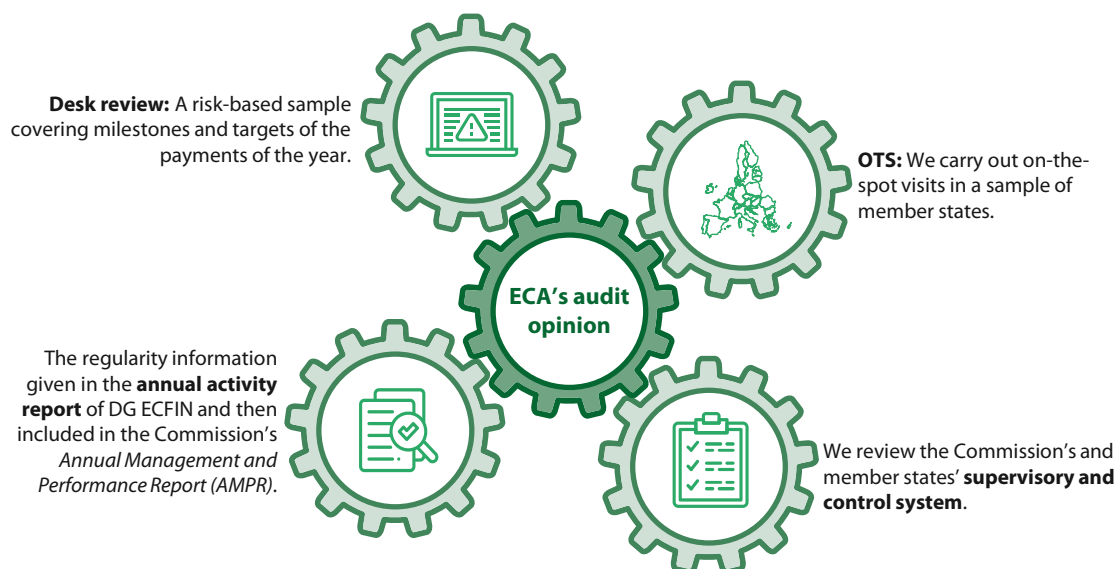 Desk review: A risk-based sample
covering milestones and targets of the
payments of the year.
OTS: We carry out on-the-
spot visits in a sample of
member states.
ECA's audit
opinion
The regularity information
given in the annual activity
report of DG ECFIN and then
included in the Commission's
Annual Management and
Performance Report (AMPR).
We review the Commission's and
member states' supervisory and
control system.